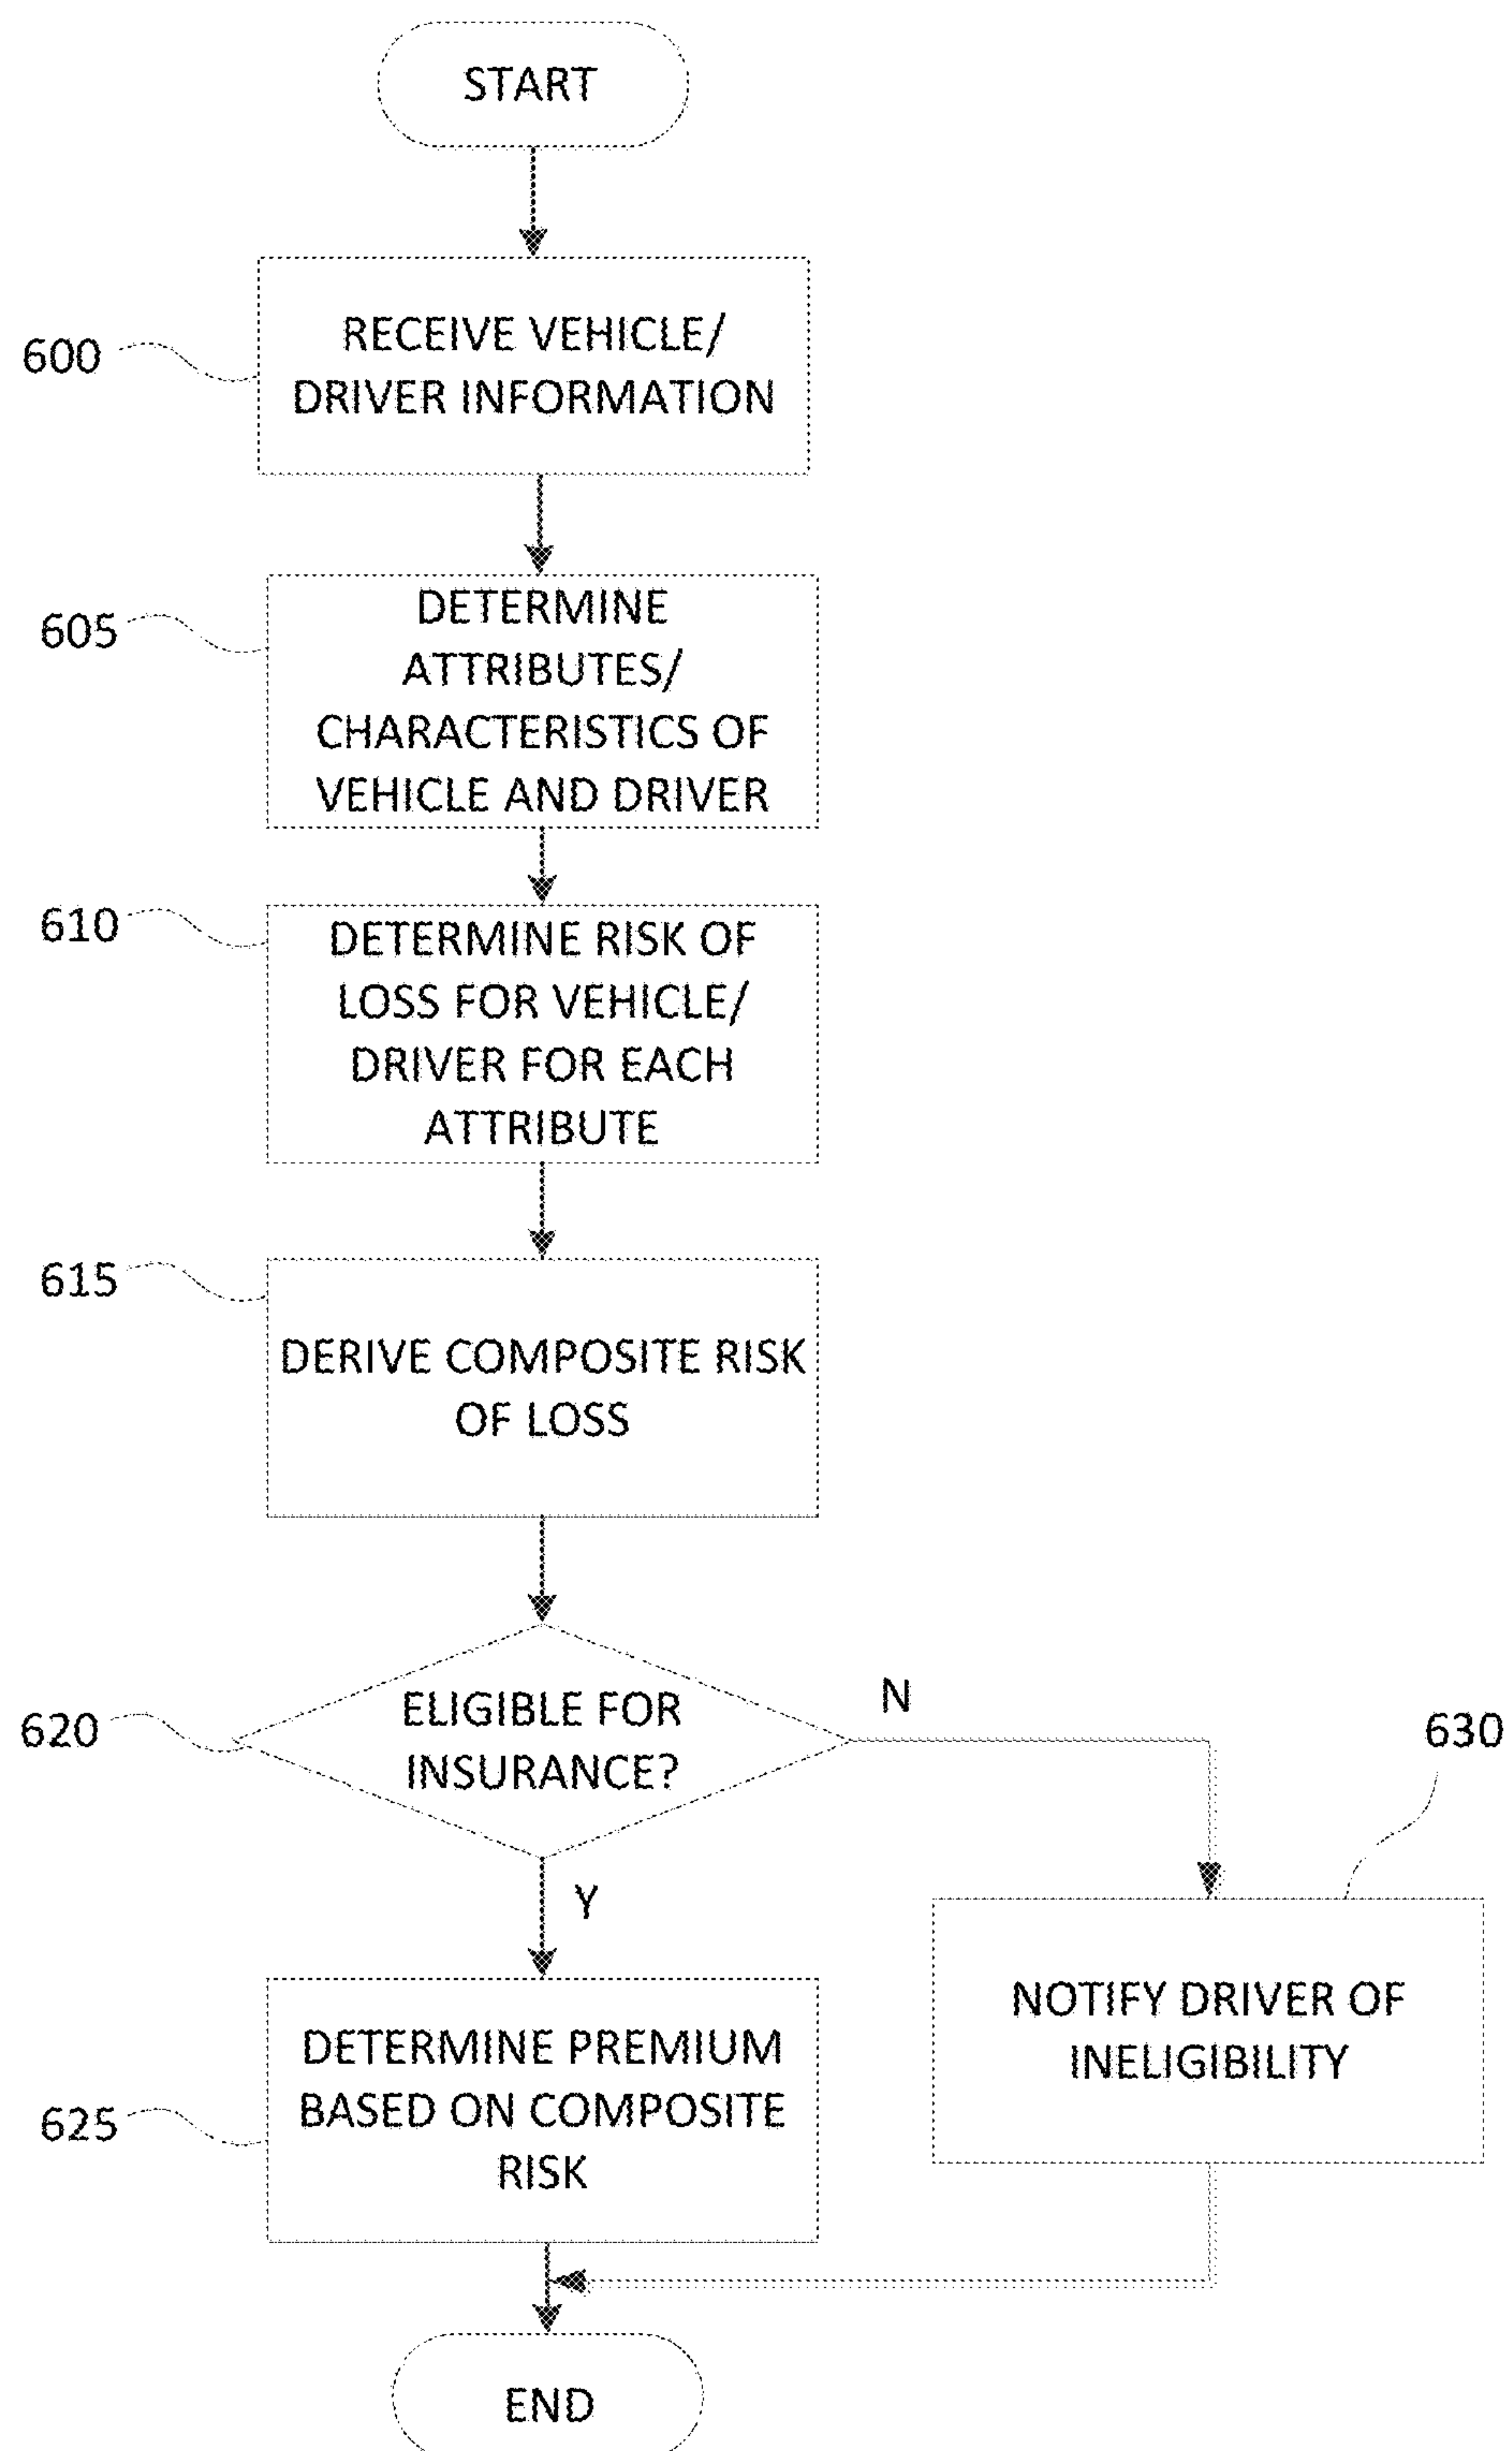 START
600
RECEIVE VEHICLE/
DRIVER INFORMATION
605
DETERMINE
ATTRIBUTES/
CHARACTERISTICS OF
VEHICLE AND DRIVER
610
DETERMINE RISK OF
LOSS FOR VEHICLE/
DRIVER FOR EACH
ATTRIBUTE
615
DERIVE COMPOSITE RISK
OF LOSS
620
ELIGIBLE FOR
INSURANCE?
N
630
Y
NOTIFY DRIVER OF
INELIGIBILITY
625
DETERMINE PREMIUM
BASED ON COMPOSITE
RISK
END